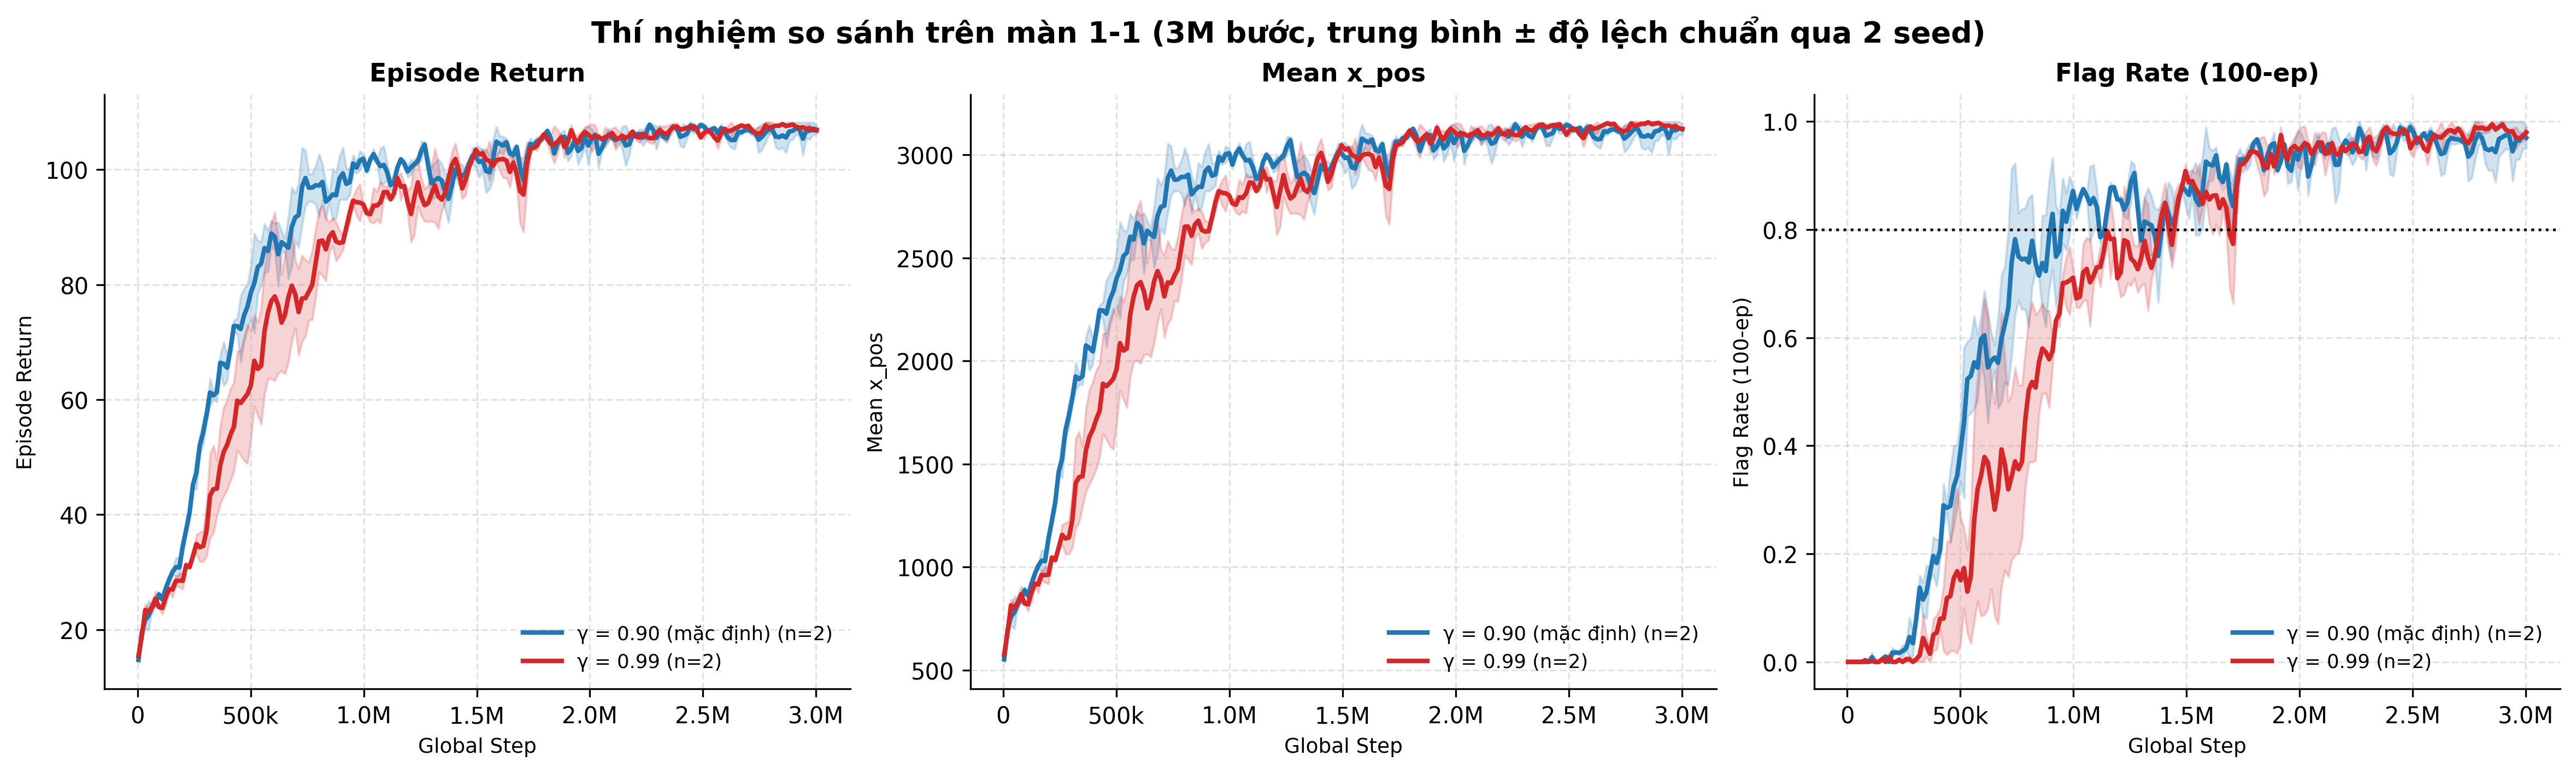 Thí nghiệm so sánh trên màn 1-1 (3M bước, trung bình ± độ lệch chuẩn qua 2 seed)
Episode Return
Episode Return
100
80
60
40
20
γ = 0.90 (mặc định) (n=2)
γ = 0.99 (n=2)
0
500k
1.0M
1.5M
2.0M
2.5M
3.0M
Global Step
Mean x_pos
Mean x_pos
3000
2500
2000
1500
1000
500
γ = 0.90 (mặc định) (n=2)
γ = 0.99 (n=2)
0
500k
1.0M
1.5M
2.0M
2.5M
3.0M
Global Step
Flag Rate (100-ep)
Flag Rate (100-ep)
1.0
0.8
0.6
0.4
0.2
0.0
γ = 0.90 (mặc định) (n=2)
γ = 0.99 (n=2)
0
500k
1.0M
1.5M
2.0M
2.5M
3.0M
Global Step